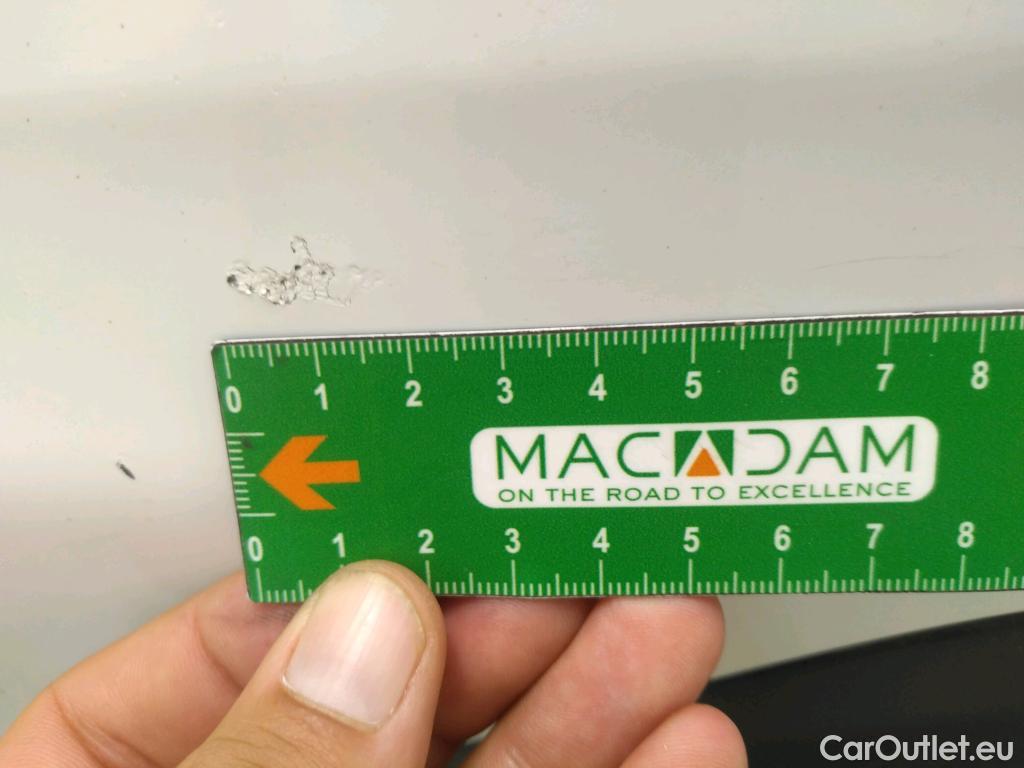 0 1 2 3 4 5 6 7 8
MACADAM
ON THE ROAD TO EXCELLENCE
0 1 2 3 4 5 6 7 8
CarOutlet.eu